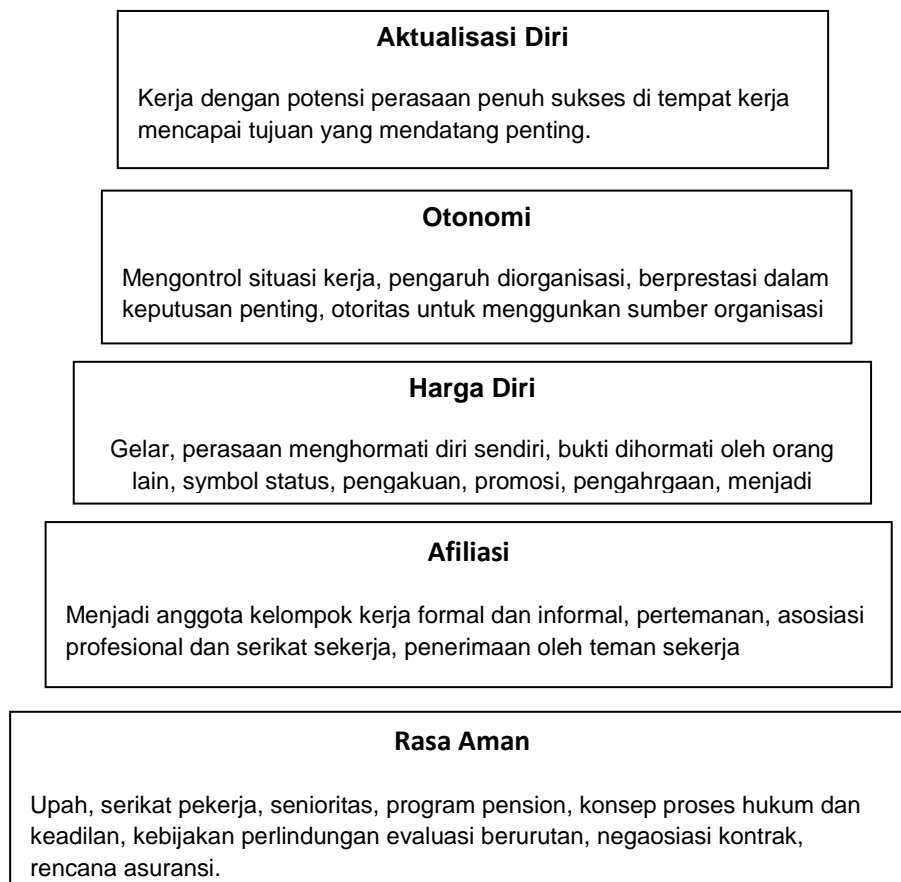 Aktualisasi Diri
Kerja dengan potensi perasaan penuh sukses di tempat kerja
mencapai tujuan yang mendatang penting.
Otonomi
Mengontrol situasi kerja, pengaruh diorganisasi, berprestasi dalam
keputusan penting, otoritas untuk menggunkan sumber organisasi
Harga Diri
Gelar, perasaan menghormati diri sendiri, bukti dihormati oleh orang
lain, symbol status, pengakuan, promosi, pengahrgaan, menjadi
Afiliasi
Menjadi anggota kelompok kerja formal dan informal, pertemanan, asosiasi
profesional dan serikat sekerja, penerimaan oleh teman sekerja
Rasa Aman
Upah, serikat pekerja, senioritas, program pension, konsep proses hukum dan
keadilan, kebijakan perlindungan evaluasi berurutan, negaosiasi kontrak,
rencana asuransi.